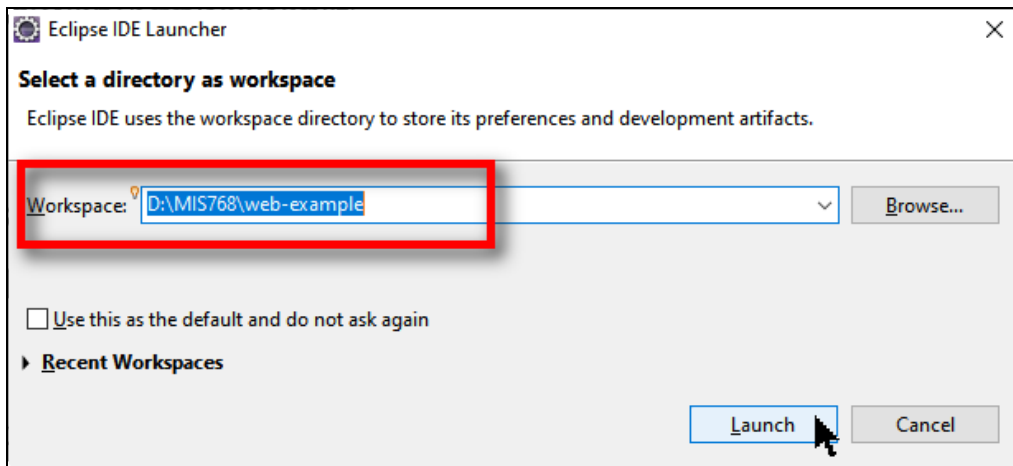 Eclipse IDE Launcher
Select a directory as workspace
Eclipse IDE uses the workspace directory to store its preferences and development artifacts.
Workspace: D:\MIS768\web-example Browse...
Use this as the default and do not ask again
Recent Workspaces
Launch Cancel